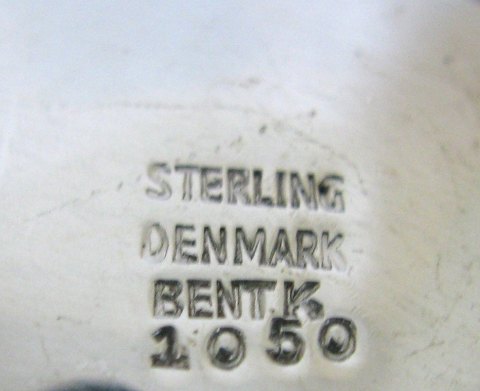 STERLING
DENMARK
BENT K
1050